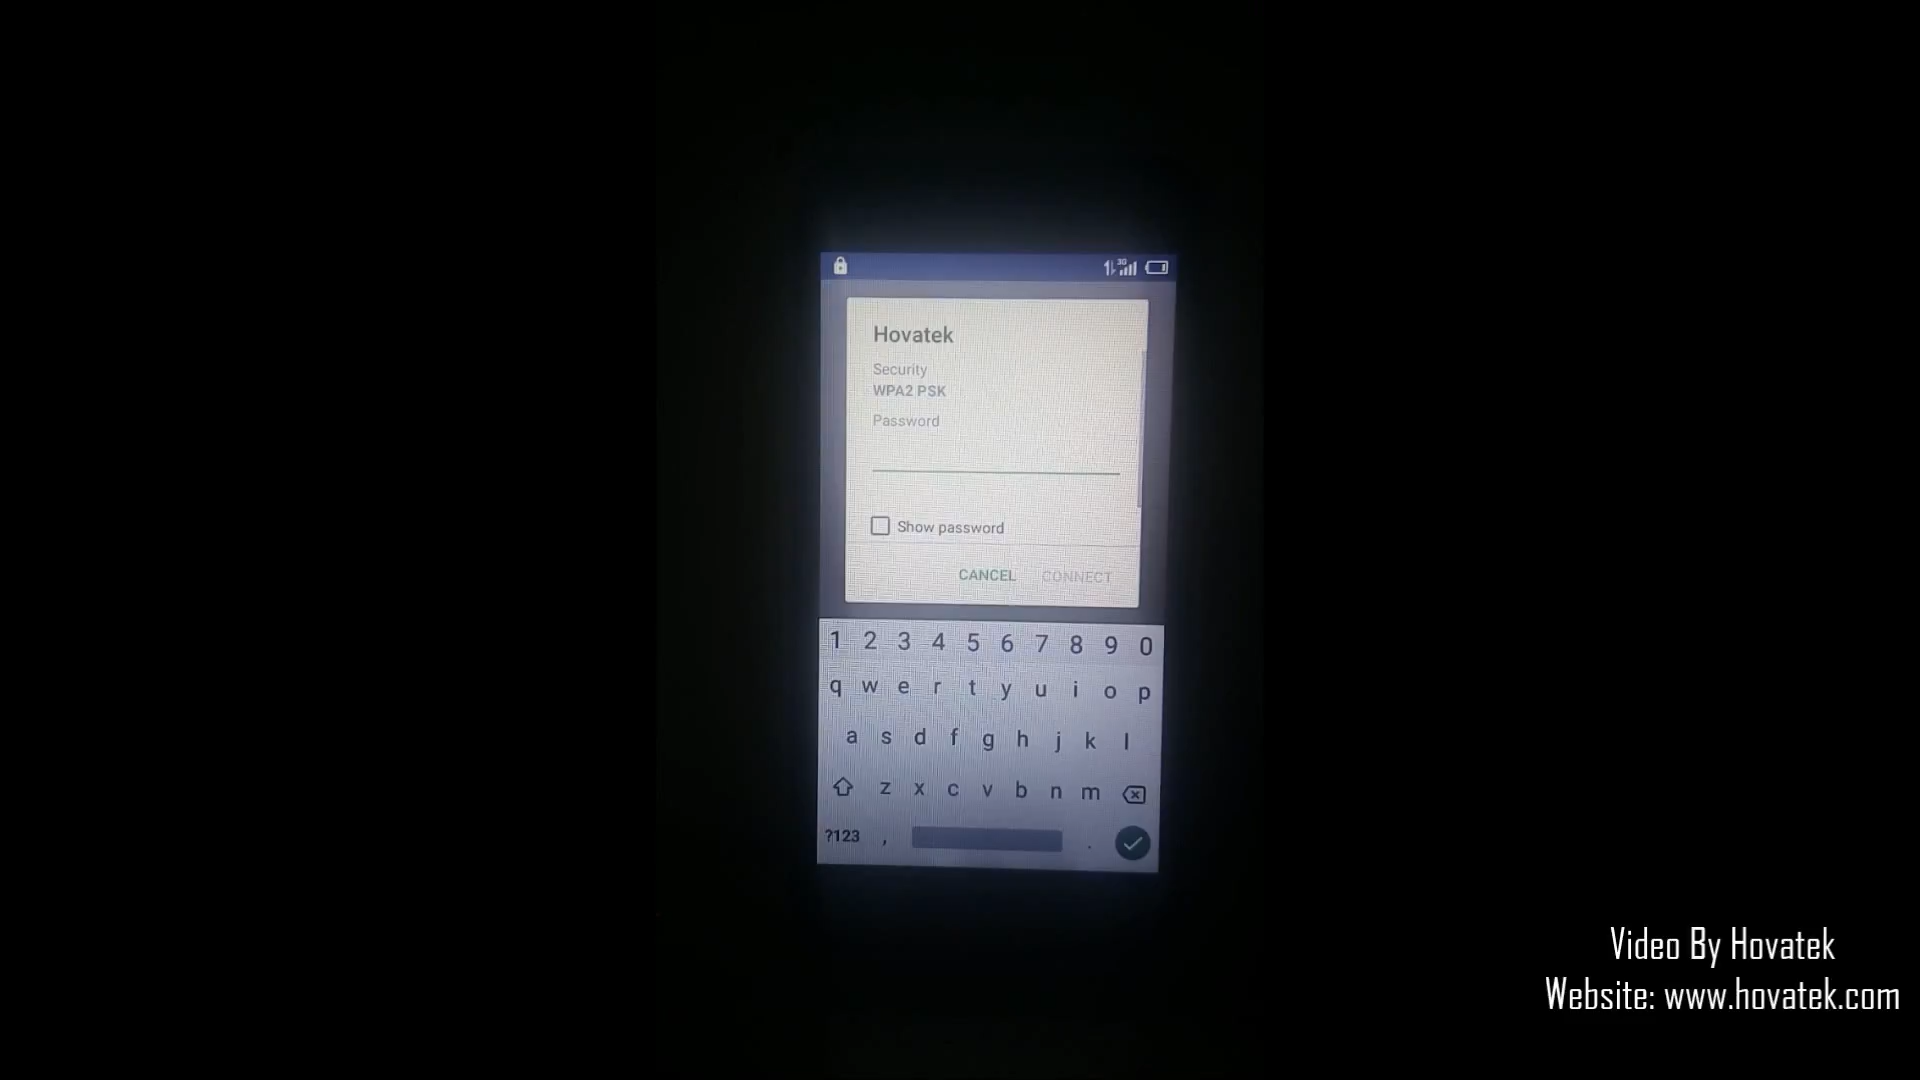 3G
Hovatek
Security
WPA2 PSK
Password
Show password
CANCEL CONNECT
1 2 3 4 5 6 7 8 9 0
q w e r t y u i o p
a s d f g h j k l
z x c v b n m
?123 , .
Video By Hovatek
Website: www.hovatek.com